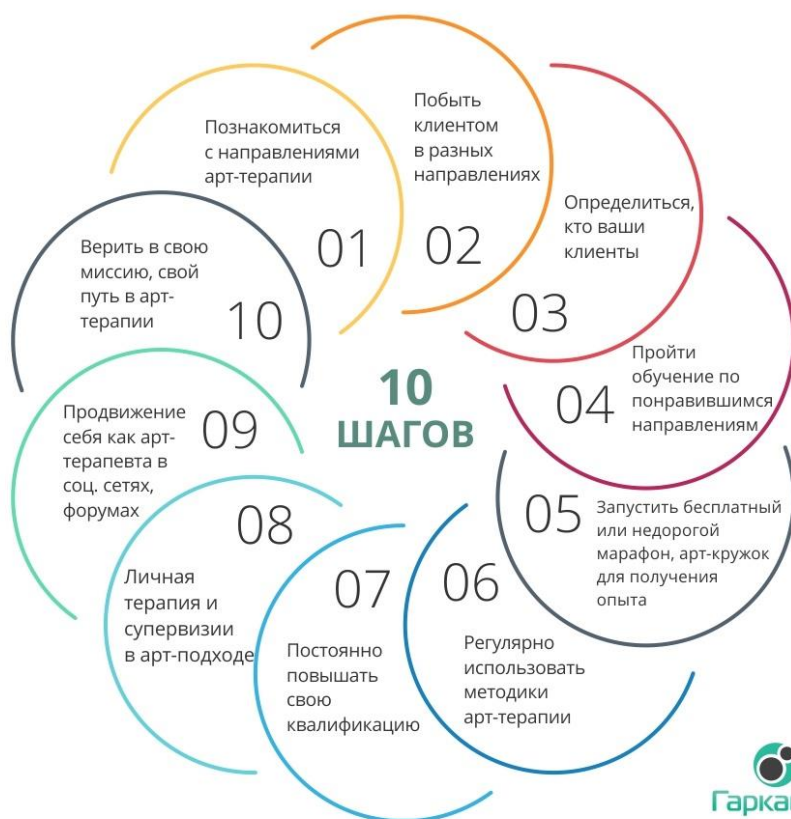 Познакомиться
с направлениями
арт-терапии
01
Побыть
клиентом
в разных
направлениях
02
Определиться,
кто ваши
клиенты
03
Пройти
обучение по
понравившимся
направлениям
04
Запустить бесплатный
или недорогой
марафон, арт-кружок
для получения
опыта
05
Регулярно
использовать
методики
арт-терапии
06
Постоянно
повышать
свою
квалификацию
07
Личная
терапия и
супервизии
в арт-подходе
08
Продвижение
себя как арт-
терапевта в
соц. сетях,
форумах
09
Верить в свою
миссию, свой
путь в арт-
терапии
10
10
ШАГОВ